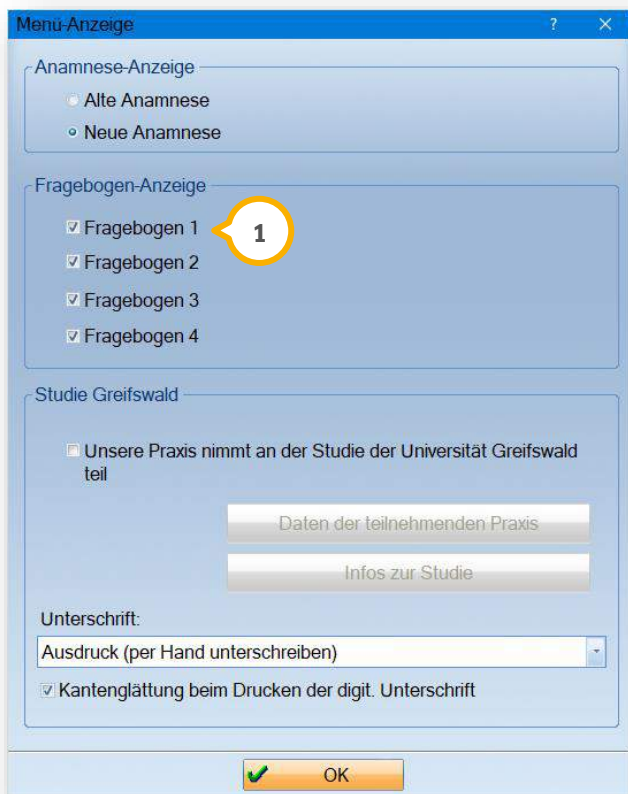 Menü-Anzeige ? ×
Anamnese-Anzeige
Alte Anamnese
Neue Anamnese
Fragebogen-Anzeige
Fragebogen 1
1
Fragebogen 2
Fragebogen 3
Fragebogen 4
Studie Greifswald
Unsere Praxis nimmt an der Studie der Universität Greifswald
teil
Daten der teilnehmenden Praxis
Infos zur Studie
Unterschrift:
Ausdruck (per Hand unterschreiben)
Kantenglättung beim Drucken der digit. Unterschrift
OK